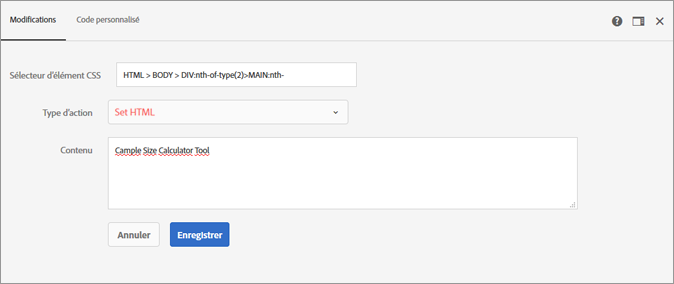 Modifications Code personnalisé
Sélecteur d'élément CSS HTML > BODY > DIV:nth-of-type(2)>MAIN:nth-
Type d'action Set HTML
Contenu Cample Size Calculator Tool
Annuler Enregistrer